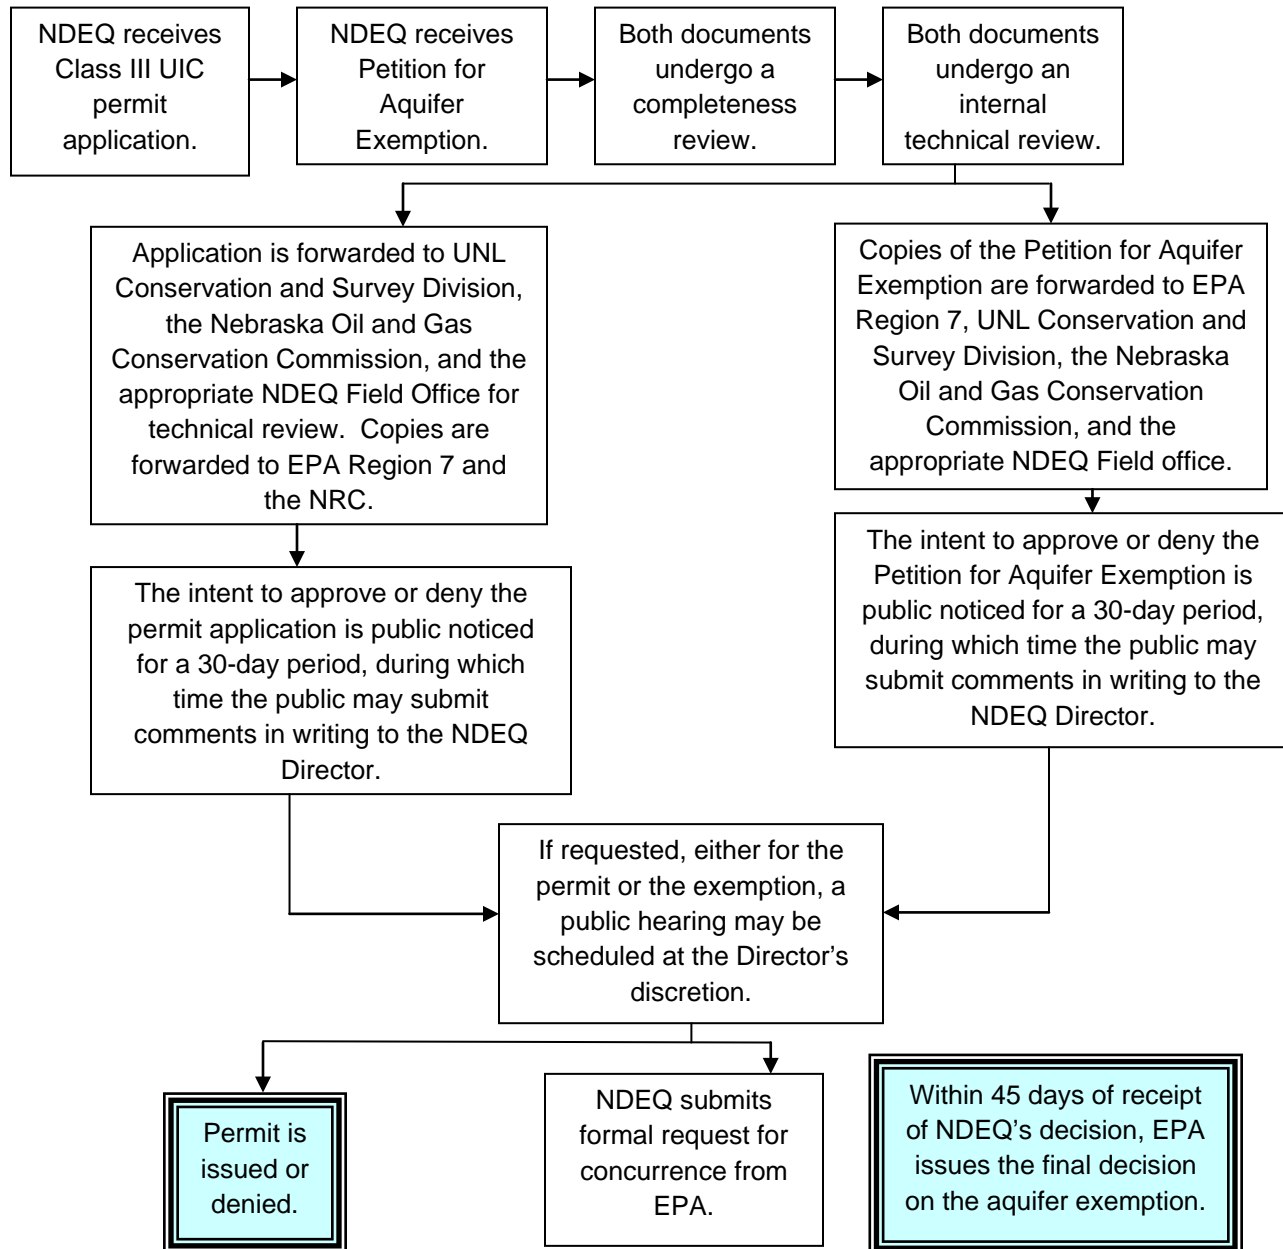 NDEQ receives
Class III UIC
permit
application.
NDEQ receives
Petition for
Aquifer
Exemption.
Both documents
undergo a
completeness
review.
Both documents
undergo an
internal
technical review.
Application is forwarded to UNL
Conservation and Survey Division,
the Nebraska Oil and Gas
Conservation Commission, and the
appropriate NDEQ Field Office for
technical review.  Copies are
forwarded to EPA Region 7 and
the NRC.
Copies of the Petition for Aquifer
Exemption are forwarded to EPA
Region 7, UNL Conservation and
Survey Division, the Nebraska
Oil and Gas Conservation
Commission, and the
appropriate NDEQ Field office.
The intent to approve or deny the
permit application is public noticed
for a 30-day period, during which
time the public may submit
comments in writing to the NDEQ
Director.
The intent to approve or deny the
Petition for Aquifer Exemption is
public noticed for a 30-day period,
during which time the public may
submit comments in writing to the
NDEQ Director.
If requested, either for the
permit or the exemption, a
public hearing may be
scheduled at the Director’s
discretion.
Permit is
issued or
denied.
NDEQ submits
formal request for
concurrence from
EPA.
Within 45 days of receipt
of NDEQ’s decision, EPA
issues the final decision
on the aquifer exemption.